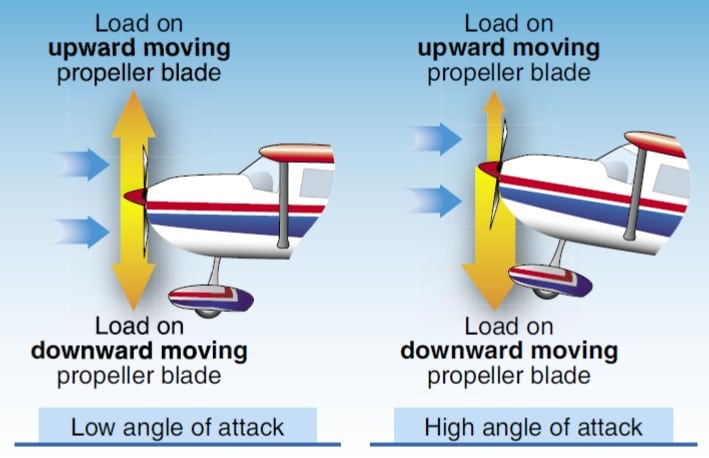 Load on
upward moving
propeller blade
Load on
downward moving
propeller blade
Low angle of attack
Load on
upward moving
propeller blade
Load on
downward moving
propeller blade
High angle of attack